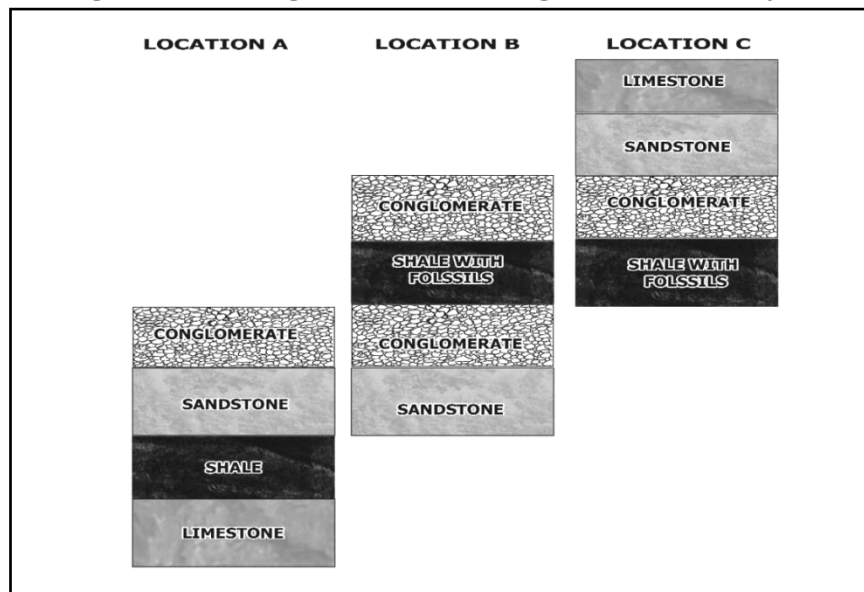 LOCATION A
LOCATION B
LOCATION C
LIMESTONE
SANDSTONE
CONGLOMERATE
CONGLOMERATE
SHALE WITH
FOLSSILS
SHALE WITH
FOLSSILS
CONGLOMERATE
CONGLOMERATE
SANDSTONE
SANDSTONE
SHALE
LIMESTONE